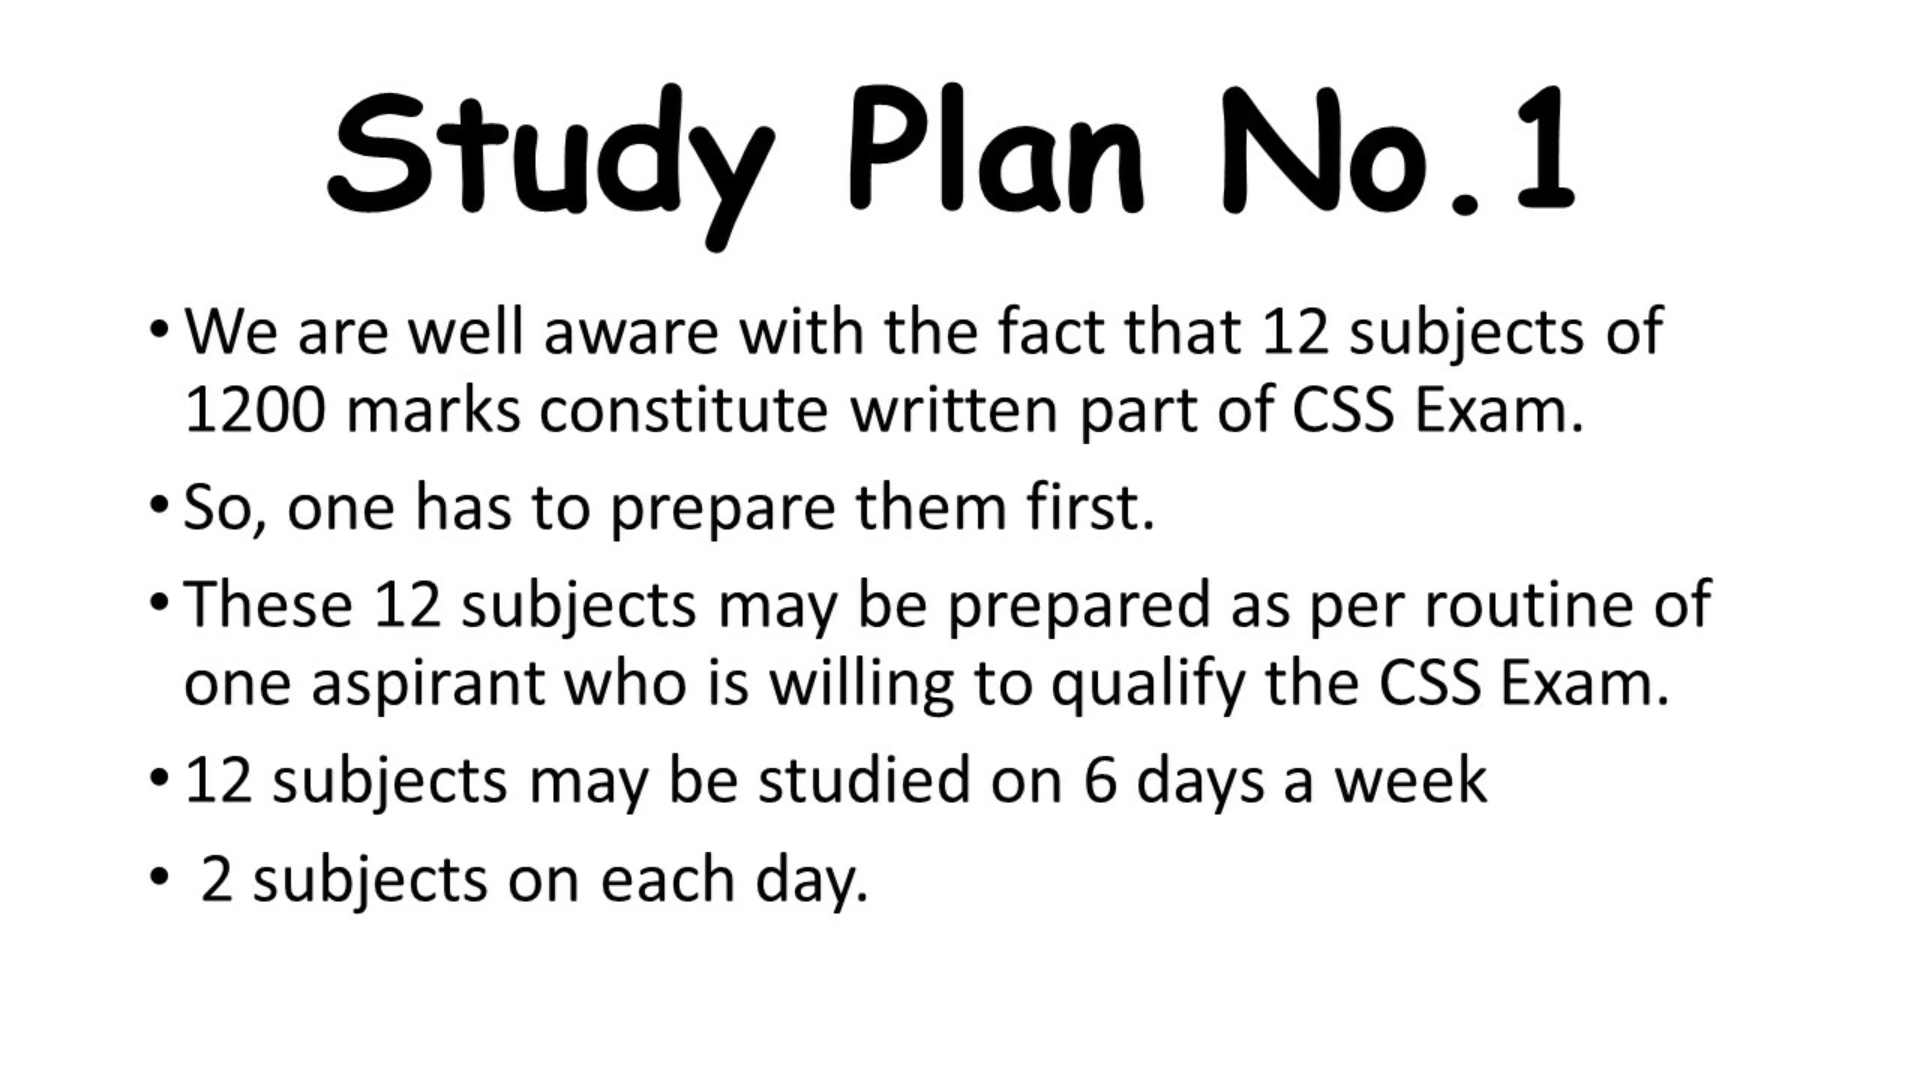 Study Plan No.1
• We are well aware with the fact that 12 subjects of
1200 marks constitute written part of CSS Exam.
• So, one has to prepare them first.
• These 12 subjects may be prepared as per routine of
one aspirant who is willing to qualify the CSS Exam.
• 12 subjects may be studied on 6 days a week
• 2 subjects on each day.